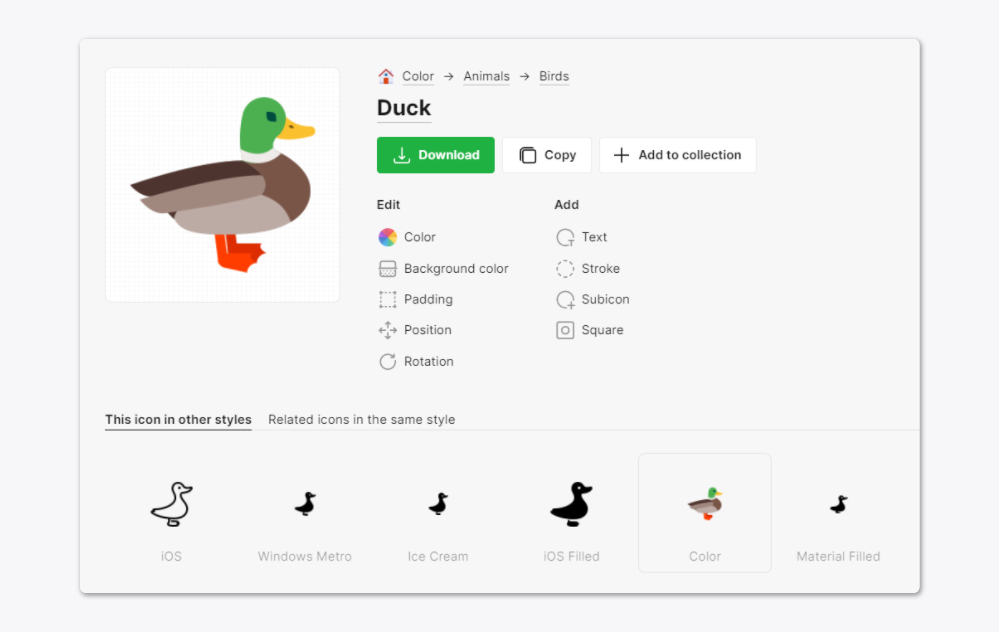 Color → Animals → Birds
Duck
Download Copy Add to collection
Edit Add
Color Text
Background color Stroke
Padding Subicon
Position Square
Rotation
This icon in other styles Related icons in the same style
iOS Windows Metro Ice Cream iOS Filled Color Material Filled